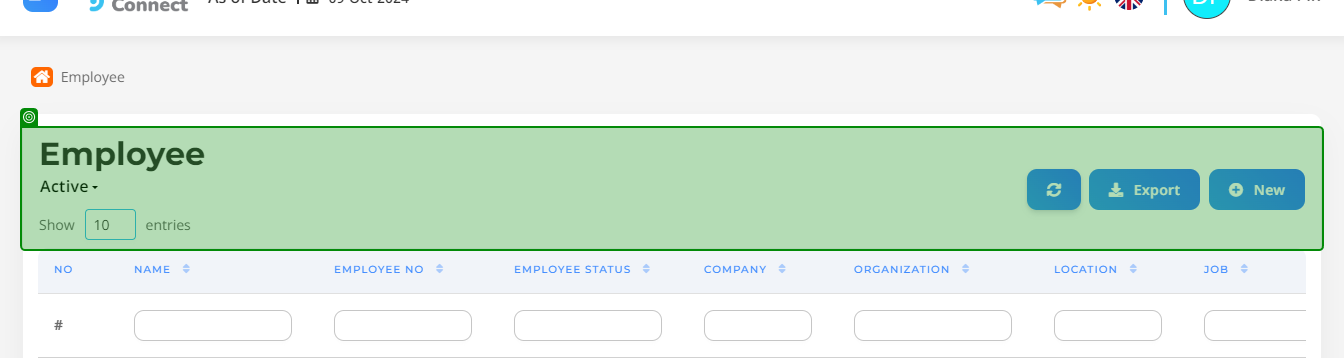 Connect
As of Date 09 Oct 2024
Employee
Employee
Active
Show 10 entries
Export
New
NO NAME EMPLOYEE NO EMPLOYEE STATUS COMPANY ORGANIZATION LOCATION JOB
#